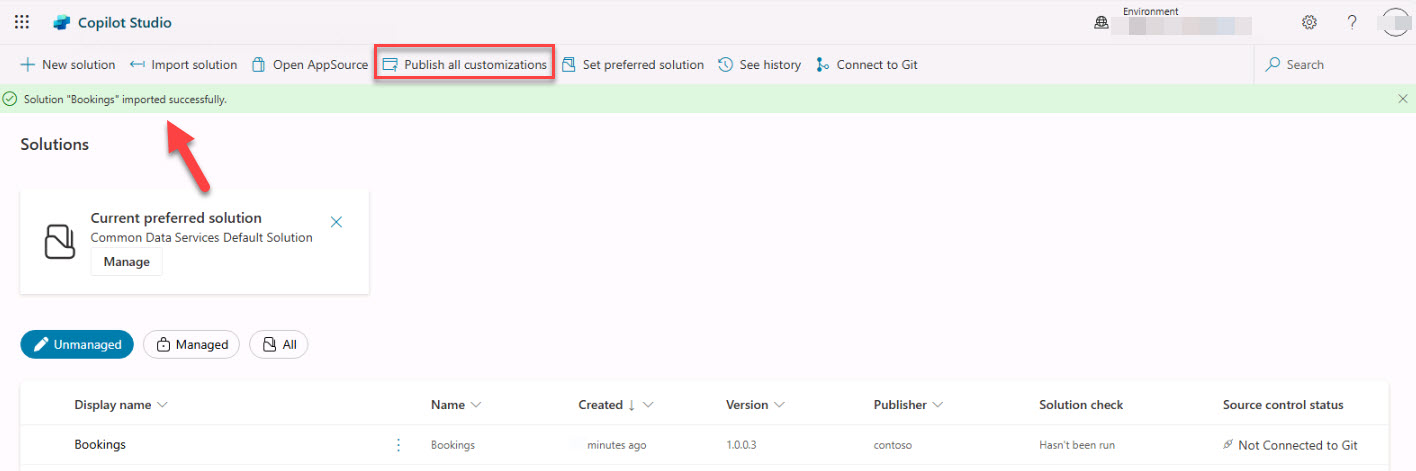 Copilot Studio
Environment
?
New solution Import solution Open AppSource Publish all customizations Set preferred solution See history Connect to Git Search
Solution "Bookings" imported successfully.
Solutions
Current preferred solution
Common Data Services Default Solution
Manage
Unmanaged Managed All
Display name Name Created Version Publisher Solution check Source control status
Bookings Bookings minutes ago 1.0.0.3 contoso Hasn't been run Not Connected to Git